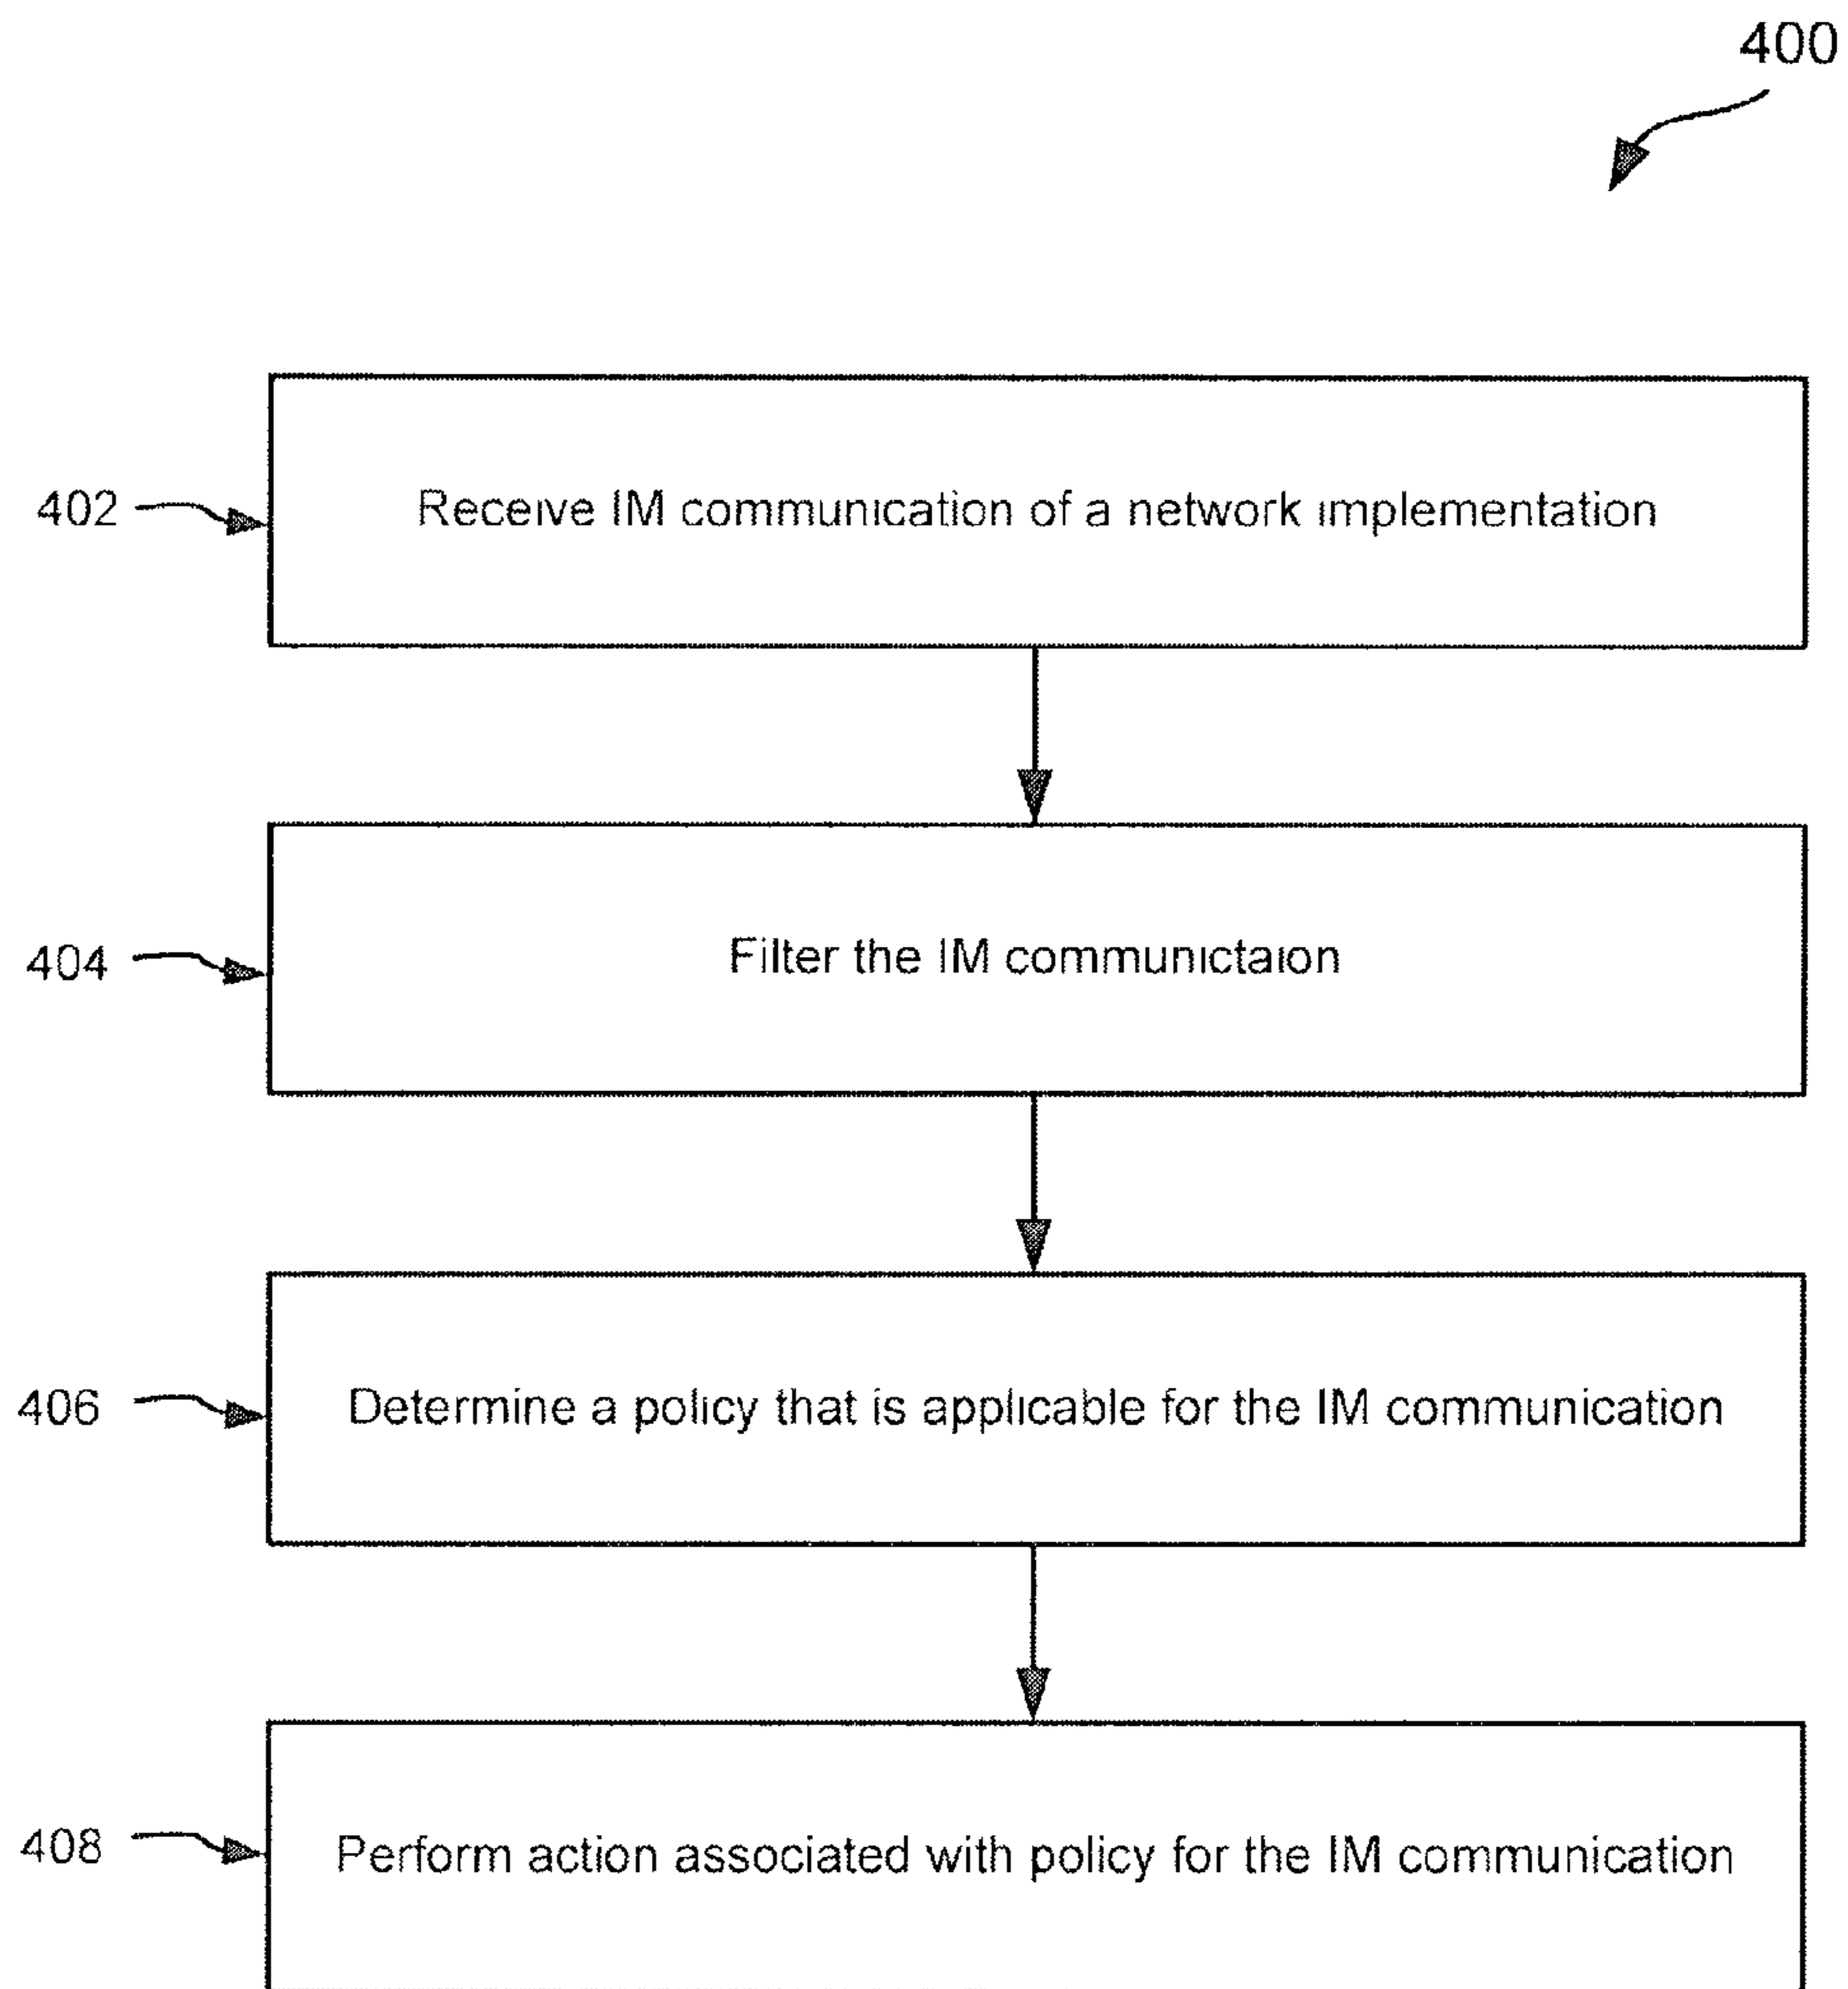 400
402
Receive IM communication of a network implementation
404
Filter the IM communictaion
406
Determine a policy that is applicable for the IM communication
408
Perform action associated with policy for the IM communication